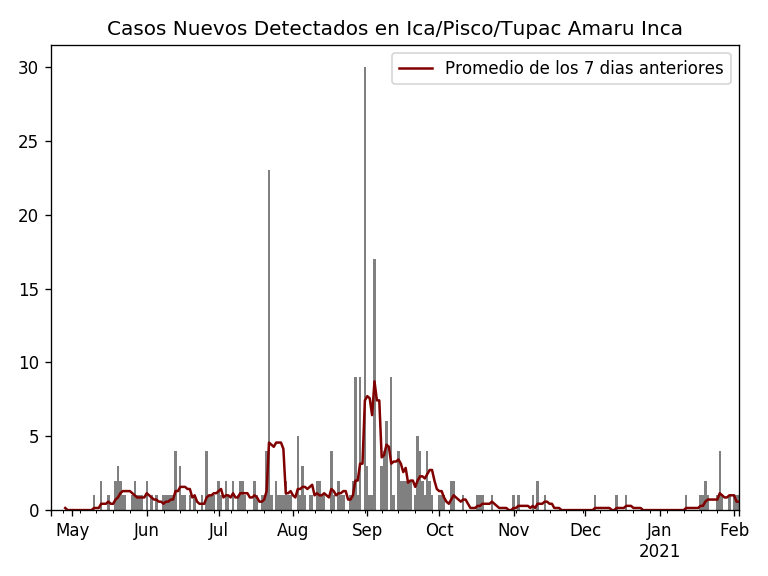 Casos Nuevos Detectados en Ica/Pisco/Tupac Amaru Inca
Promedio de los 7 dias anteriores
30
25
20
15
10
5
0
May Jun Jul Aug Sep Oct Nov Dec Jan Feb
2021